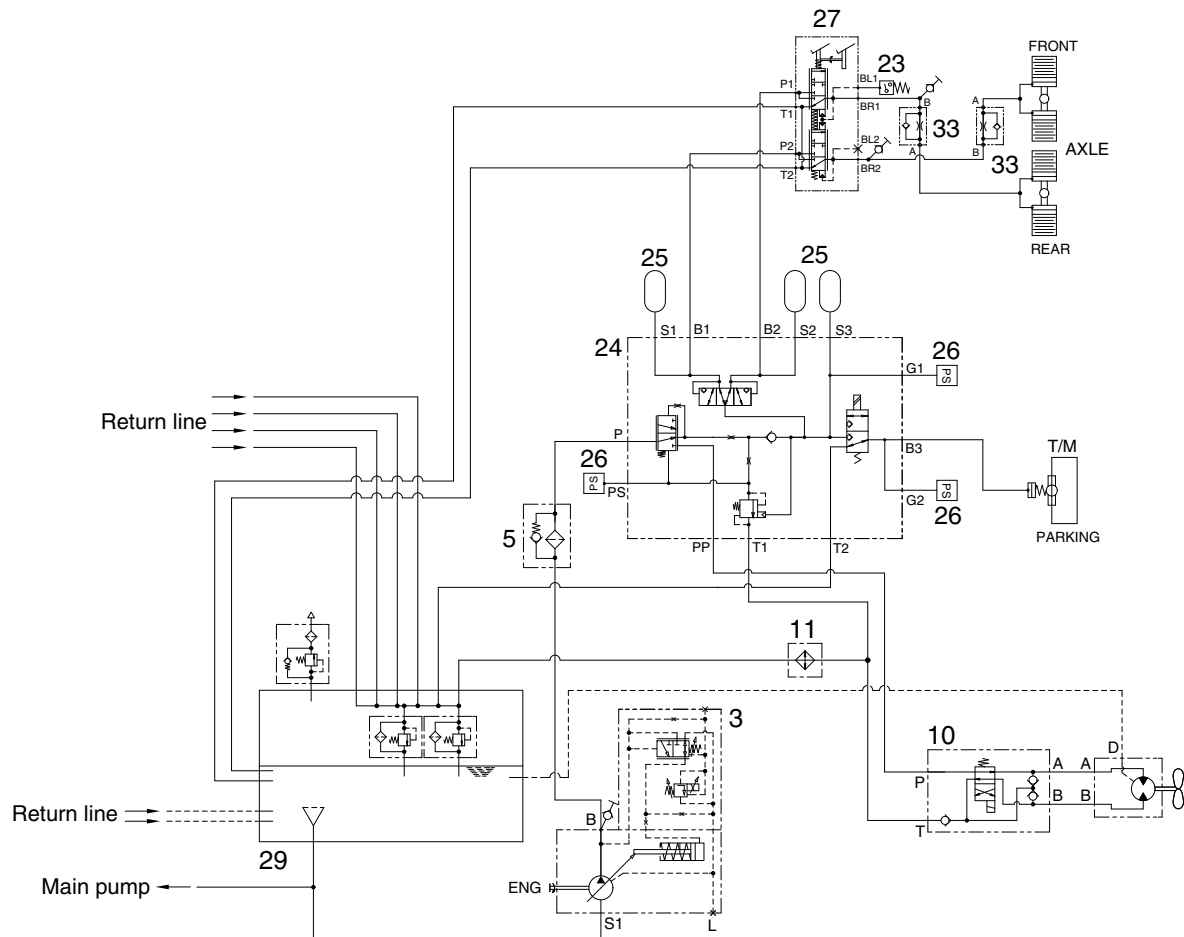 27
23
FRONT
P1
BL1
B
A
T1
BR1
33
AXLE
P2
BL2
A
B
33
T2
BR2
REAR
25
25
S1
B1
B2
S2
S3
24
26
G1
PS
Return line
P
B3
T/M
26
PS
PS
G2
PS
26
PARKING
5
PP
T1
T2
11
3
10
D
A
A
P
B
B
T
Return line
B
29
Main pump
ENG
S1
L